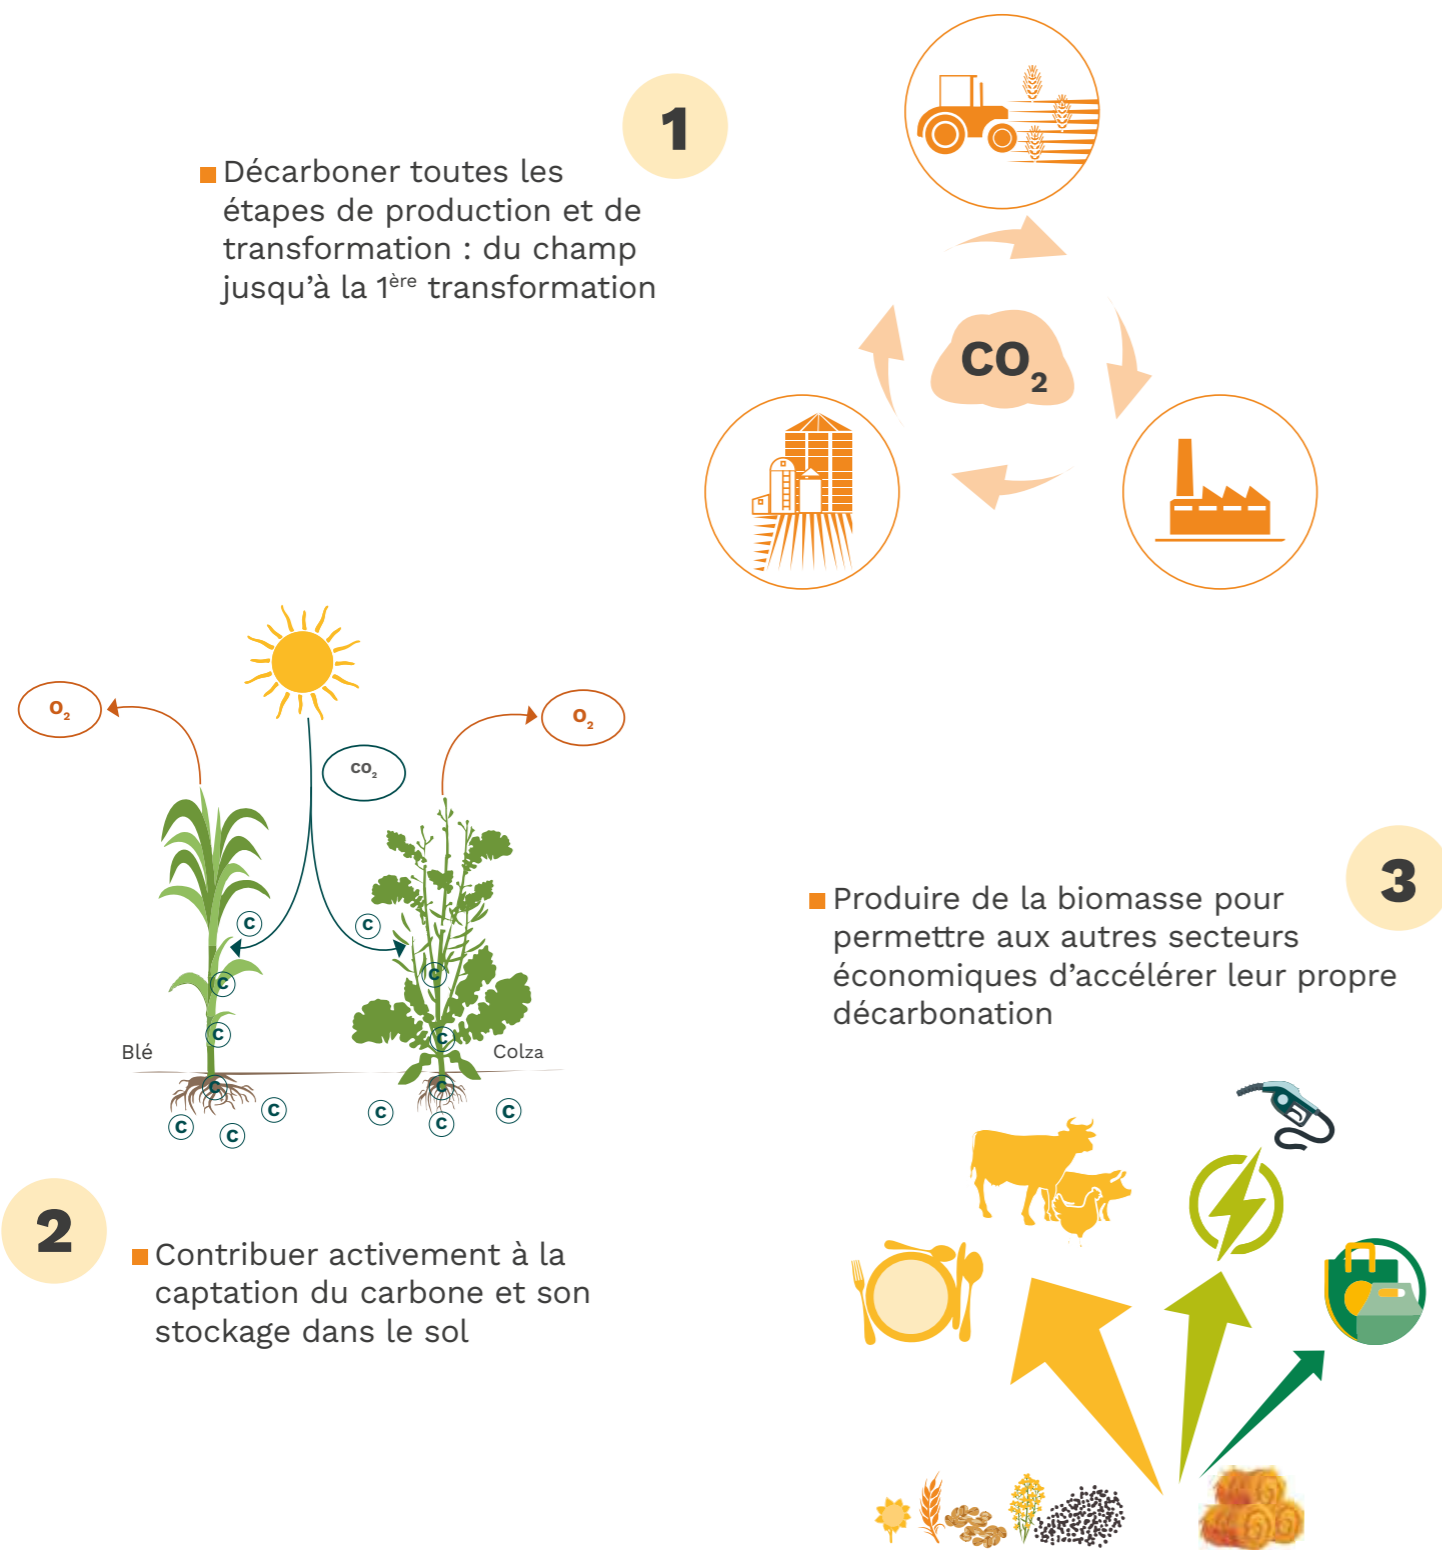 1
Décarboner toutes les
étapes de production et de
transformation : du champ
jusqu'à la 1ère transformation
CO2
O2
O2
CO2
C
C
C
C
C
C
Blé
Colza
C
C
C
C
C
C
C
C
2
Contribuer activement à la
captation du carbone et son
stockage dans le sol
3
Produire de la biomasse pour
permettre aux autres secteurs
économiques d'accélérer leur propre
décarbonation